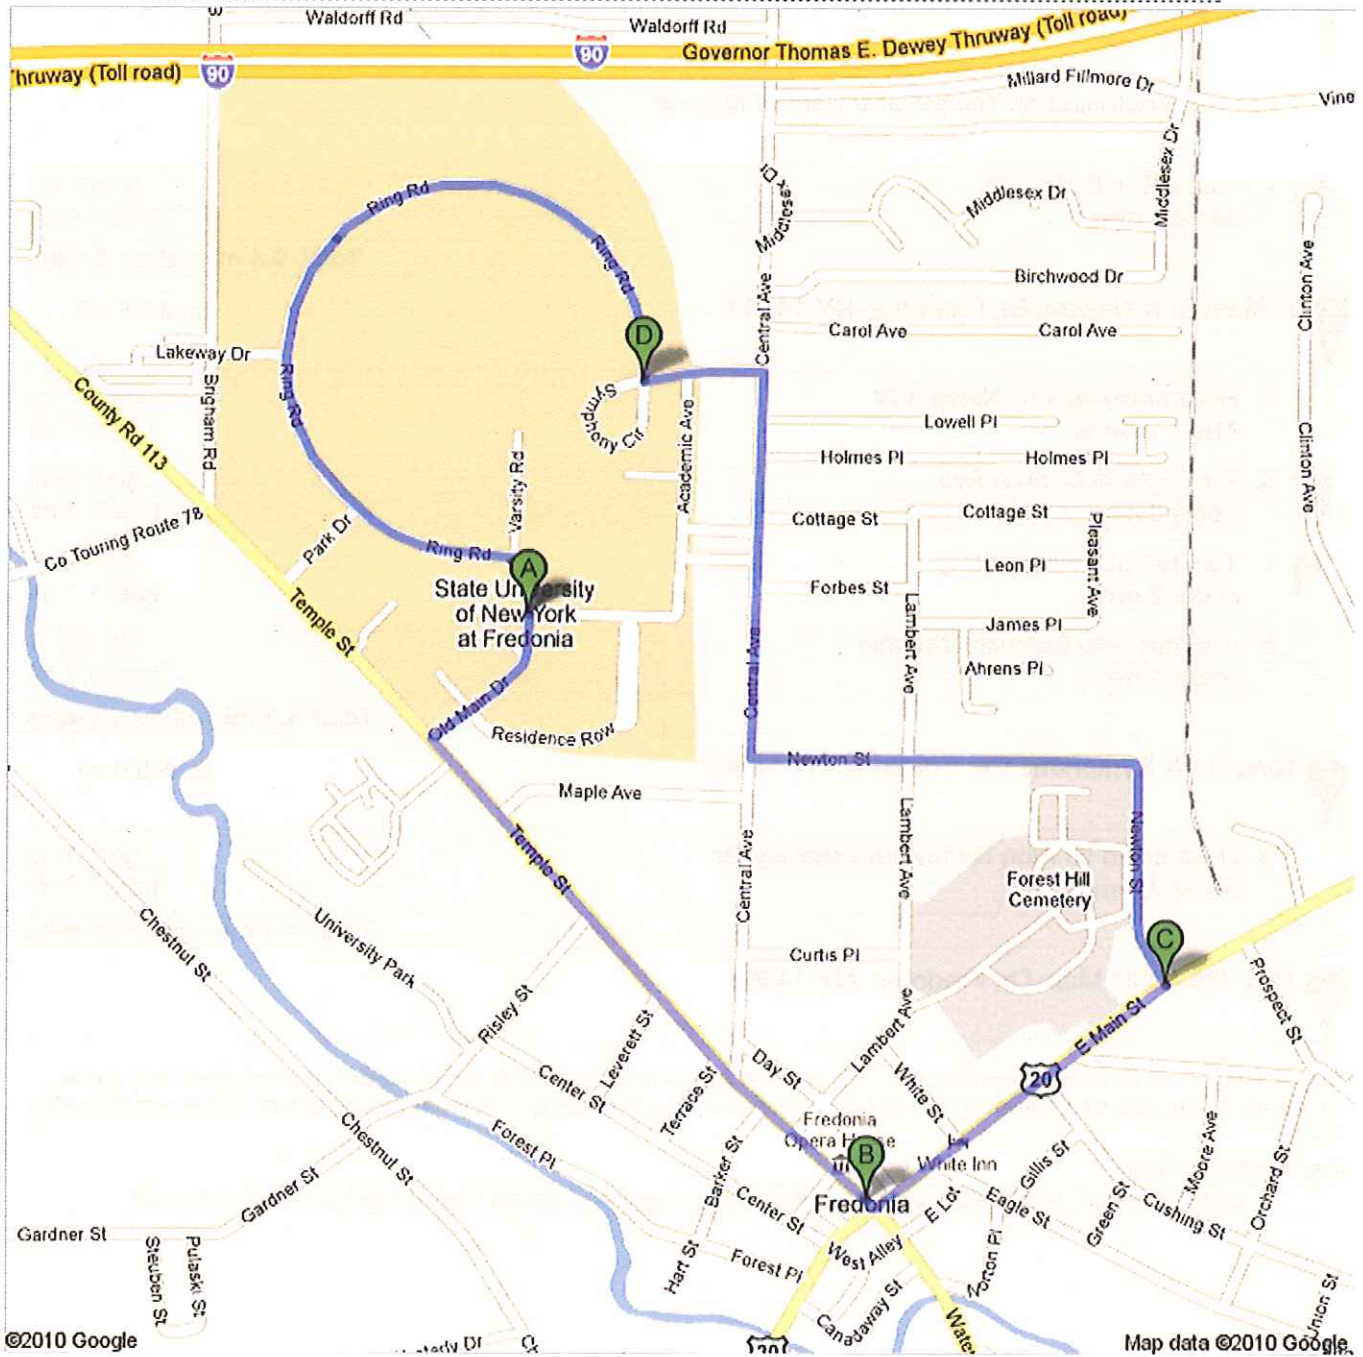 Waldorff Rd
Waldorff Rd
Governor Thomas E. Dewey Thruway (Toll road)
90
90
Thruway (Toll road)
Millard Fillmore Dr
Vine
Ring Rd
Ring Rd
Middlesex Dr
Middlesex Dr
Middlesex Dr
Birchwood Dr
Clinton Ave
Central Ave
Carol Ave
Carol Ave
D
Lakeway Dr
Brigham Rd
Ring Rd
Symphony Cir
Academic Ave
County Rd 113
Lowell Pl
Holmes Pl
Holmes Pl
Clinton Ave
Varsity Rd
Co Touring Route 78
Park Dr
Ring Rd
Cottage St
Cottage St
Pleasant Ave
A
State University
of New York
at Fredonia
Leon Pl
Forbes St
Lambert Ave
James Pl
Temple St
Ahrens Pl
Old Main Dr
Central Ave
Residence Row
Newton St
Maple Ave
Lambert Ave
Newton St
Temple St
Central Ave
Forest Hill
Cemetery
C
Chestnut St
University Park
Curtis Pl
Prospect St
Risley St
Leverett St
Lambert Ave
E Main St
Day St
White St
20
Center St
Terrace St
Chestnut St
Forest Pl
Fredonia
Opera House
White Inn
B
Barker St
Gillis St
Moore Ave
Gardner St
Center St
Fredonia
E Lot
Eagle St
Green St
Cushing St
Orchard St
Gardner St
Steuben St
Pulaski St
Hart St
Forest Pl
West Alley
Norton Pl
Canadaway St
Union St
Water
20
©2010 Google
Map data ©2010 Google